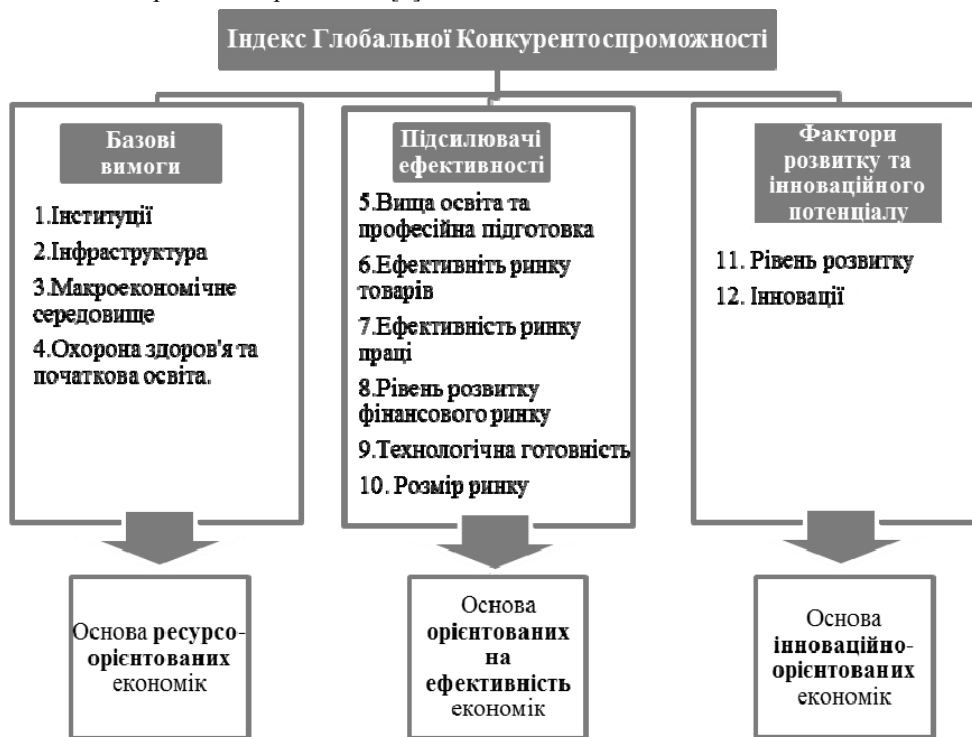 Індекс Глобальної Конкурентоспроможності
Базові
вимоги
1.Інституції
2.Інфраструктура
3.Макроекономічне
середовище
4.Охорона здоров'я та
початкова освіта.
Підсилювачі
ефективності
5.Вища освіта та
професійна підготовка
6.Ефективніть ринку
товарів
7.Ефективність ринку
праці
8.Рівень розвитку
фінансового ринку
9.Технологічна готовність
10. Розмір ринку
Фактори
розвитку та
інноваційного
потенціалу
11. Рівень розвитку
12. Інновації
Основа ресурсо-
орієнтованих
економік
Основа
орієнтованих
на
ефективність
економік
Основа
інноваційно-
орієнтованих
економік